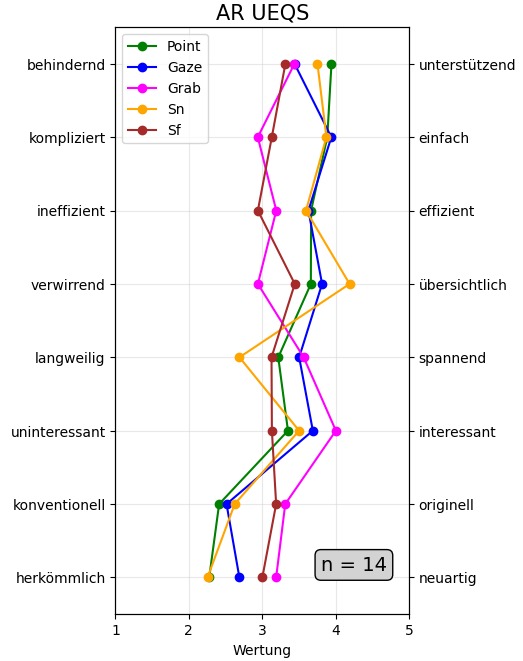 AR UEQS
Point
Gaze
Grab
Sn
Sf
behindernd unterstützend
kompliziert einfach
ineffizient effizient
verwirrend übersichtlich
langweilig spannend
uninteressant interessant
konventionell originell
herkömmlich neuartig
n = 14
1 2 3 4 5
Wertung